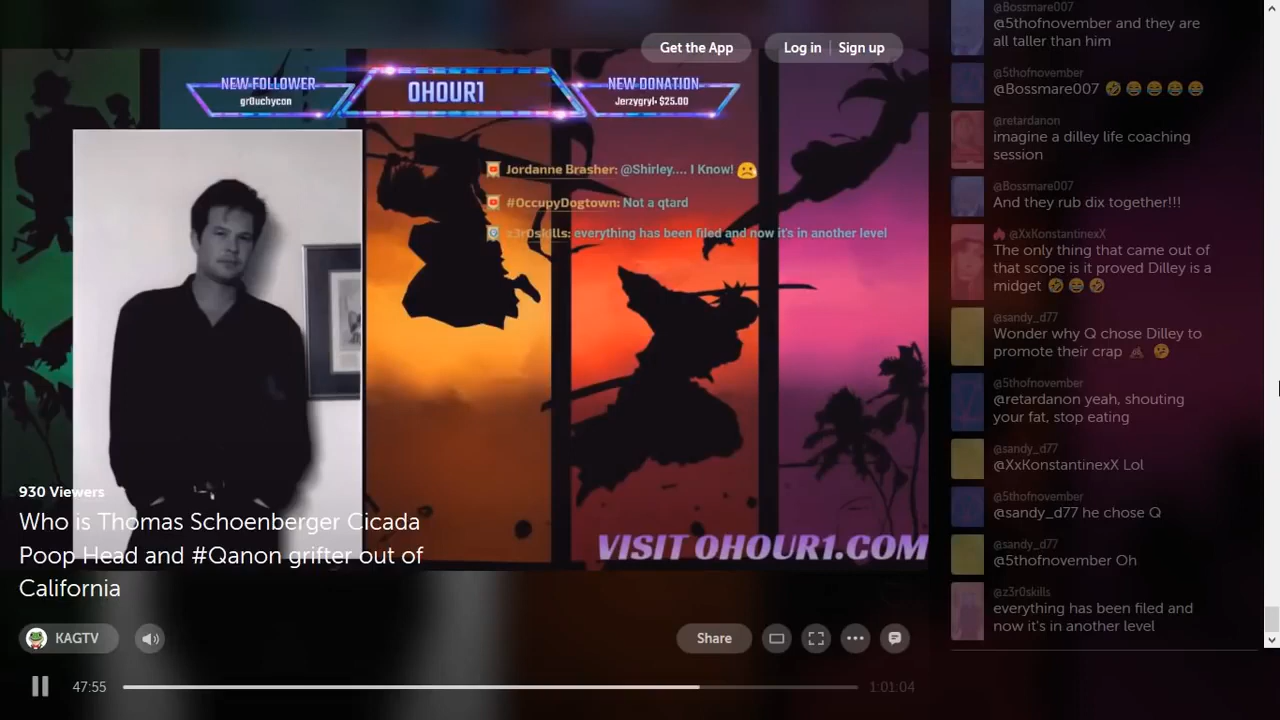 Get the App
Log in
Sign up
NEW FOLLOWER
gr0uchycon
OHOUR1
NEW DONATION
Jerzygryl• $25.00
Jordanne Brasher: @Shirley.... I Know! ☹️
#OccupyDogtown: Not a qtard
z3r0skills: everything has been filed and now it's in another level
930 Viewers
Who is Thomas Schoenberger Cicada
Poop Head and #Qanon grifter out of
California
VISIT OHOUR1.COM
KAGTV
Share
47:55
1:01:04
@Bossmare007
@5thofnovember and they are
all taller than him
@5thofnovember
@Bossmare007 🤣😂😂😂😂
@retardanon
imagine a dilley life coaching
session
@Bossmare007
And they rub dix together!!!
@XxKonstantinexX
The only thing that came out of
that scope is it proved Dilley is a
midget 🤣😂🤣
@sandy_d77
Wonder why Q chose Dilley to
promote their crap 💩 🤔
@5thofnovember
@retardanon yeah, shouting
your fat, stop eating
@sandy_d77
@XxKonstantinexX Lol
@5thofnovember
@sandy_d77 he chose Q
@sandy_d77
@5thofnovember Oh
@z3r0skills
everything has been filed and
now it's in another level